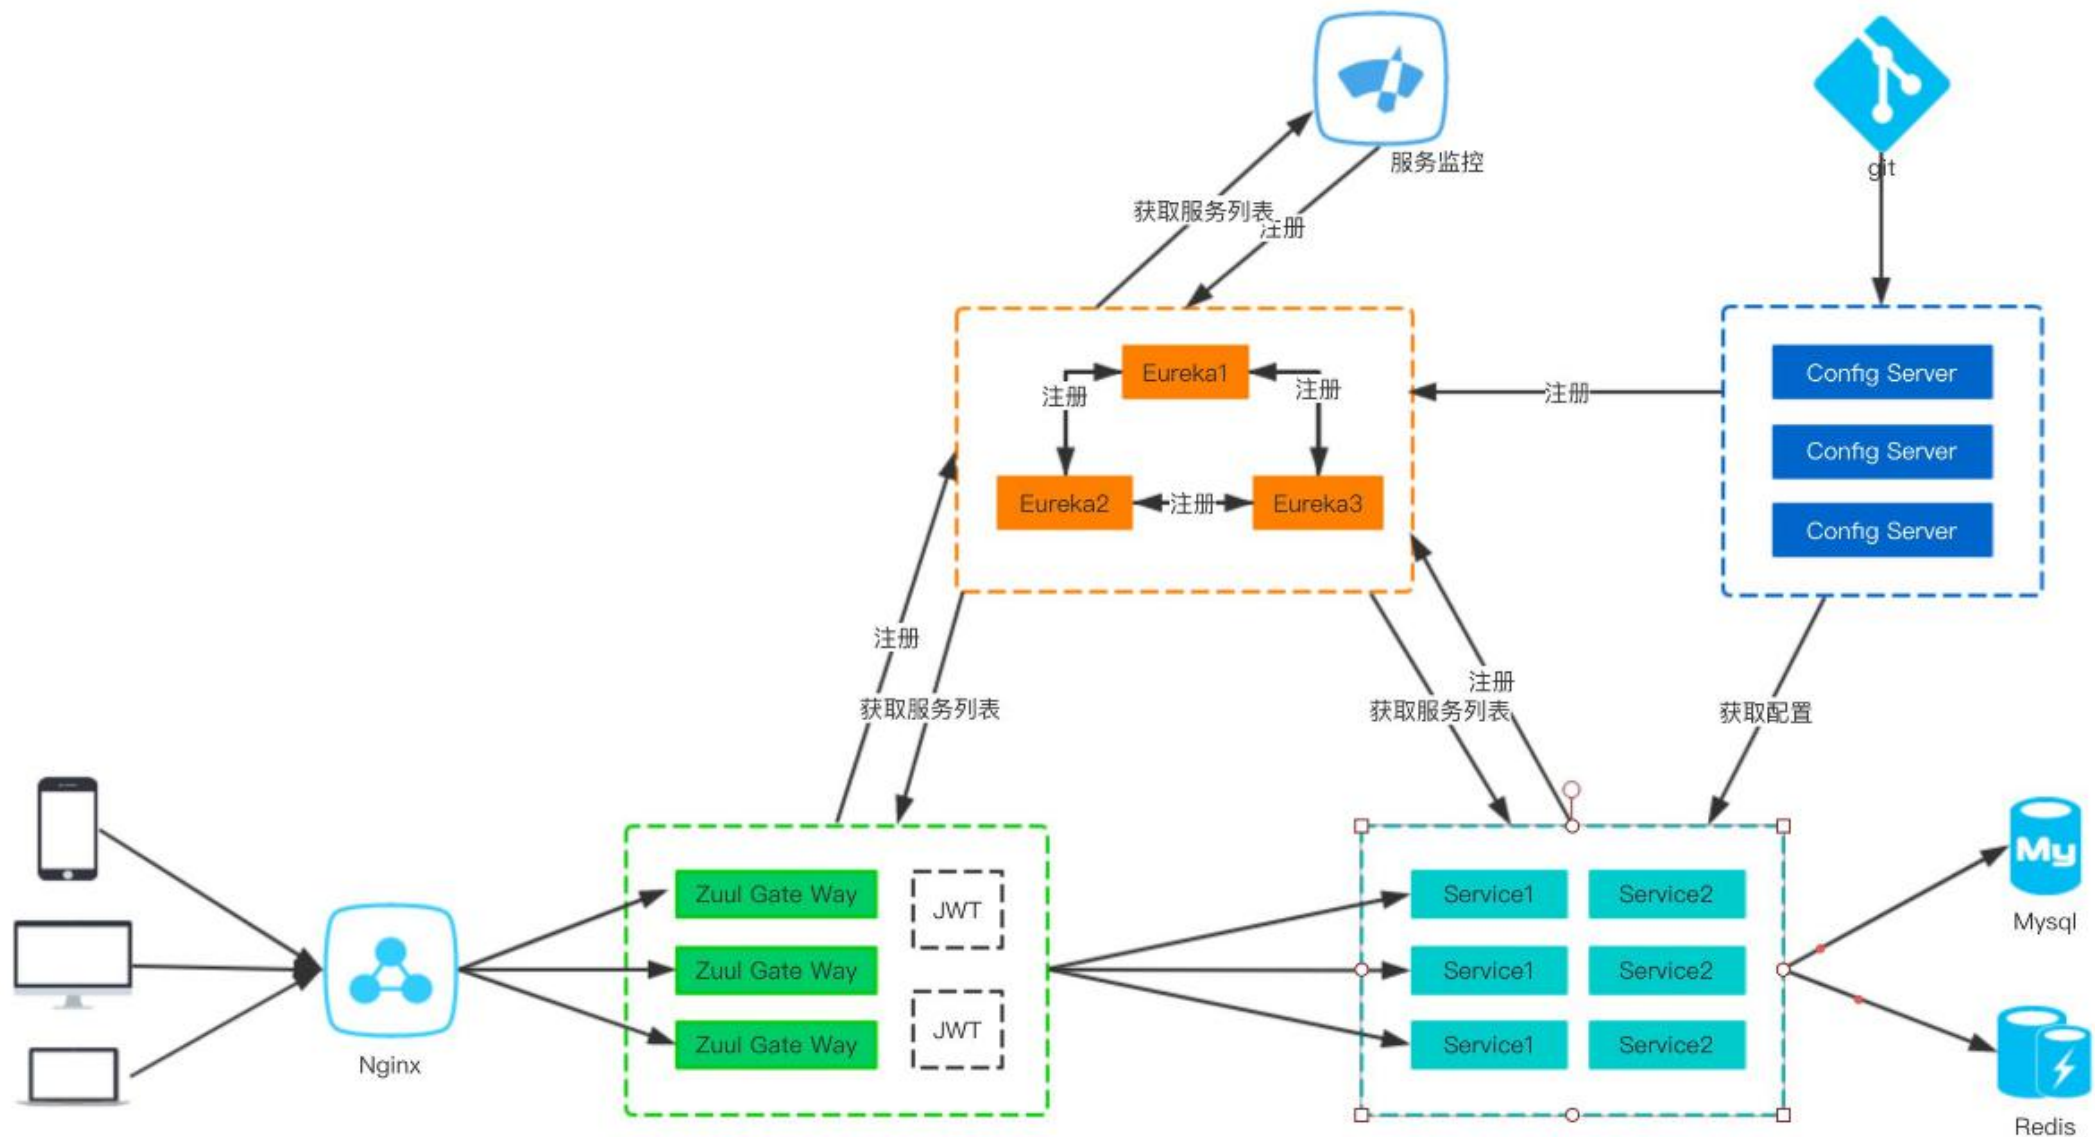 服务监控
git
获取服务列表
注册
Eureka1
注册
注册
Eureka2
注册
Eureka3
注册
Config Server
Config Server
Config Server
注册
获取服务列表
注册
获取服务列表
获取配置
Nginx
Zuul Gate Way
Zuul Gate Way
Zuul Gate Way
JWT
JWT
Service1
Service2
Service1
Service2
Service1
Service2
My
Mysql
Redis